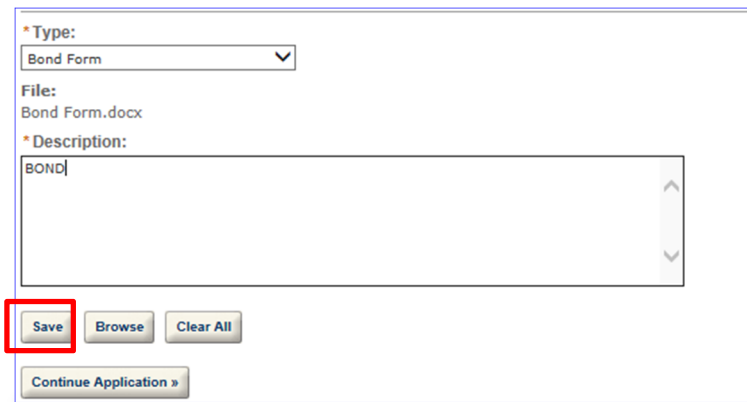 *Type:
Bond Form
File:
Bond Form.docx
*Description:
BOND
Save Browse Clear All
Continue Application »